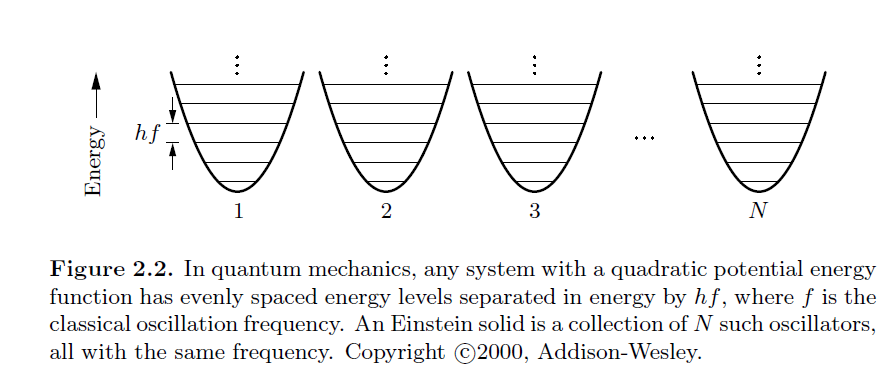 Energy
hf
1 2 3 ... N
Figure 2.2. In quantum mechanics, any system with a quadratic potential energy
function has evenly spaced energy levels separated in energy by hf, where f is the
classical oscillation frequency. An Einstein solid is a collection of N such oscillators,
all with the same frequency. Copyright ©2000, Addison-Wesley.